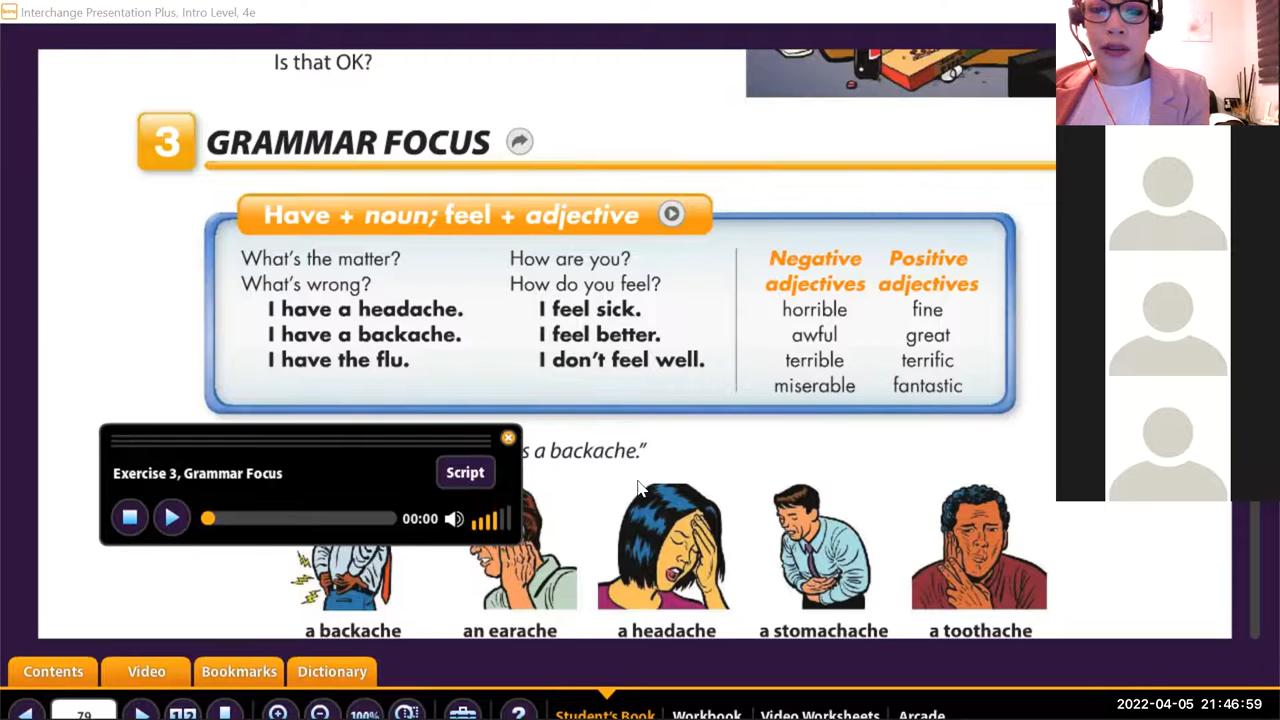 Interchange Presentation Plus, Intro Level, 4e
Is that OK?
3 GRAMMAR FOCUS
Have + noun; feel + adjective
What's the matter?
What's wrong?
I have a headache.
I have a backache.
I have the flu.
How are you?
How do you feel?
I feel sick.
I feel better.
I don't feel well.
Negative adjectives
horrible
awful
terrible
miserable
Positive adjectives
fine
great
terrific
fantastic
s a backache."
Exercise 3, Grammar Focus
Script
00:00
a backache
an earache
a headache
a stomachache
a toothache
Contents
Video
Bookmarks
Dictionary
79
100%
?
Student's Book
Workbook
Video Worksheets
Arcade
2022-04-05 21:46:59